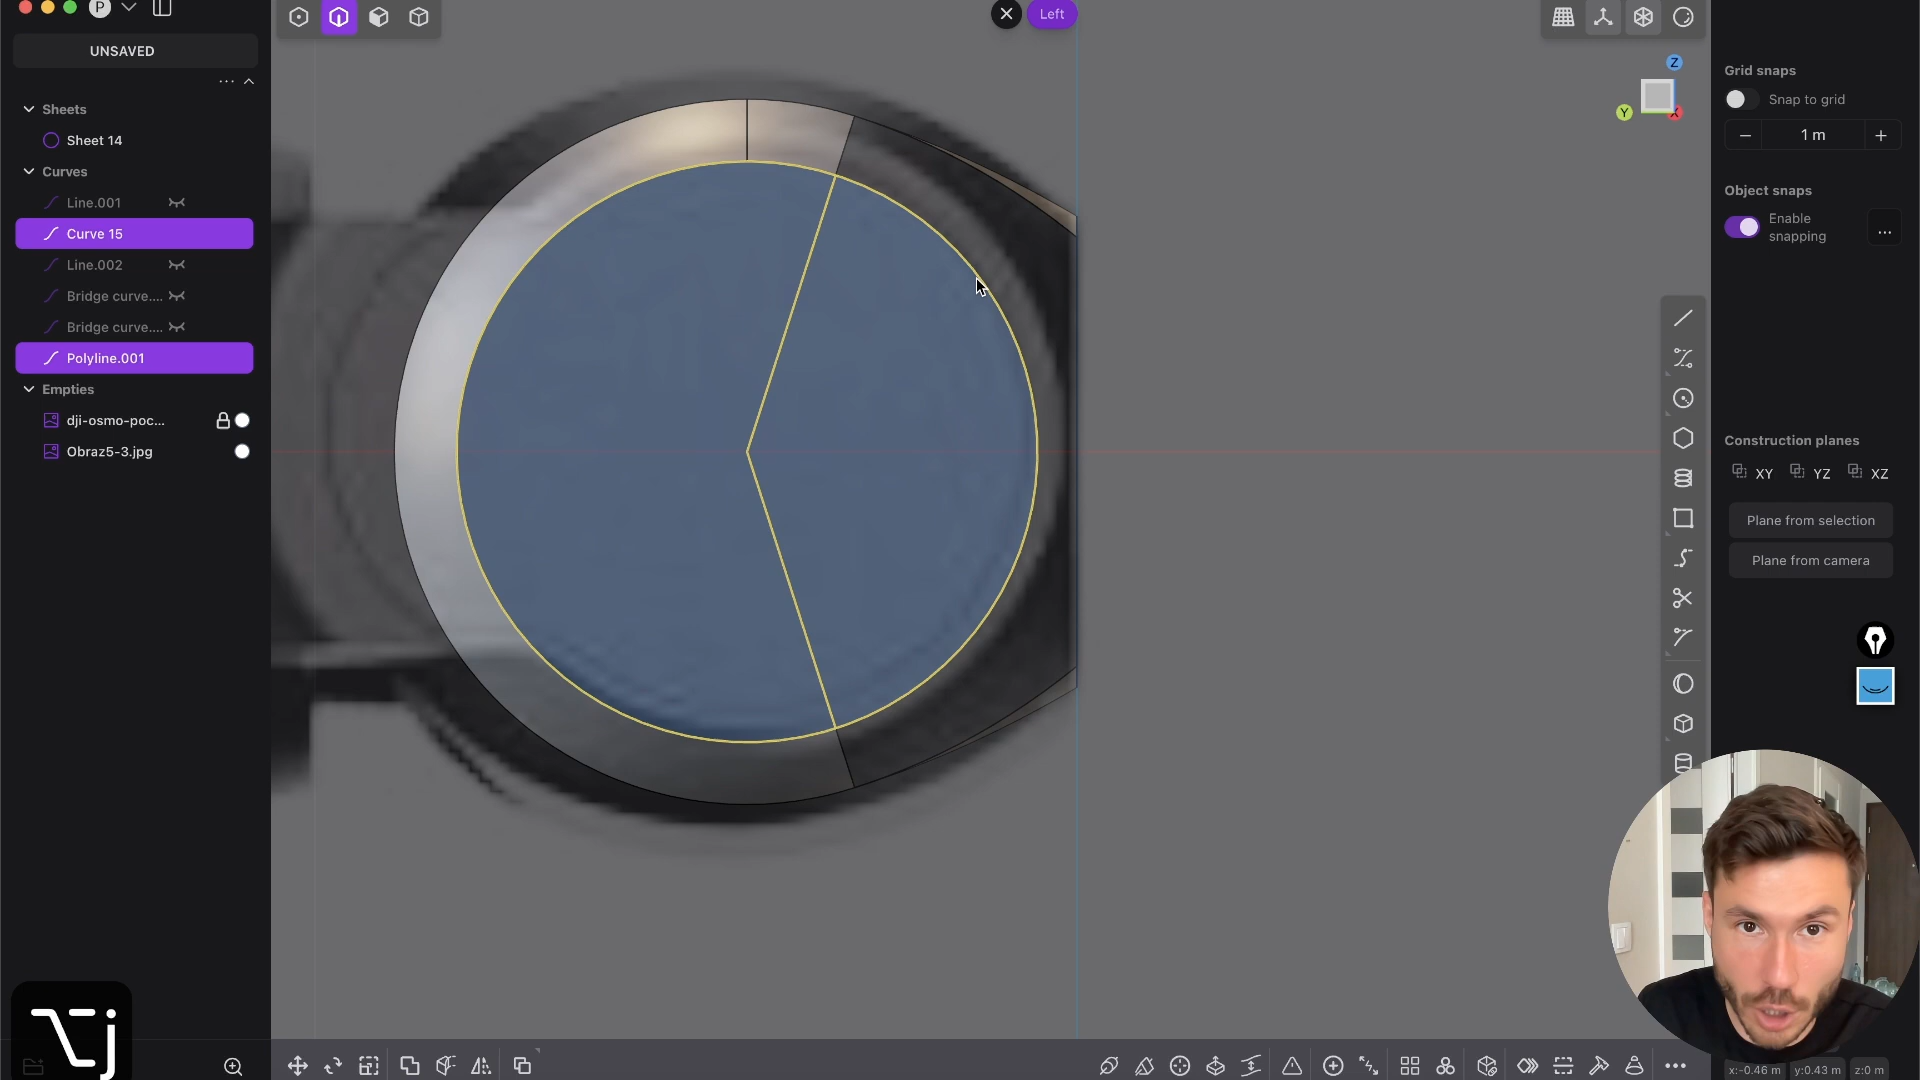 P
UNSAVED
Sheets
Sheet 14
Curves
Line.001
Curve 15
Line.002
Bridge curve....
Bridge curve....
Polyline.001
Empties
dji-osmo-poc...
Obraz5-3.jpg
⌥j
Left
Z
Y
X
Grid snaps
Snap to grid
1 m
Object snaps
Enable
snapping
...
Construction planes
XY YZ XZ
Plane from selection
Plane from camera
x:-0.46 m y:0.43 m z:0 m